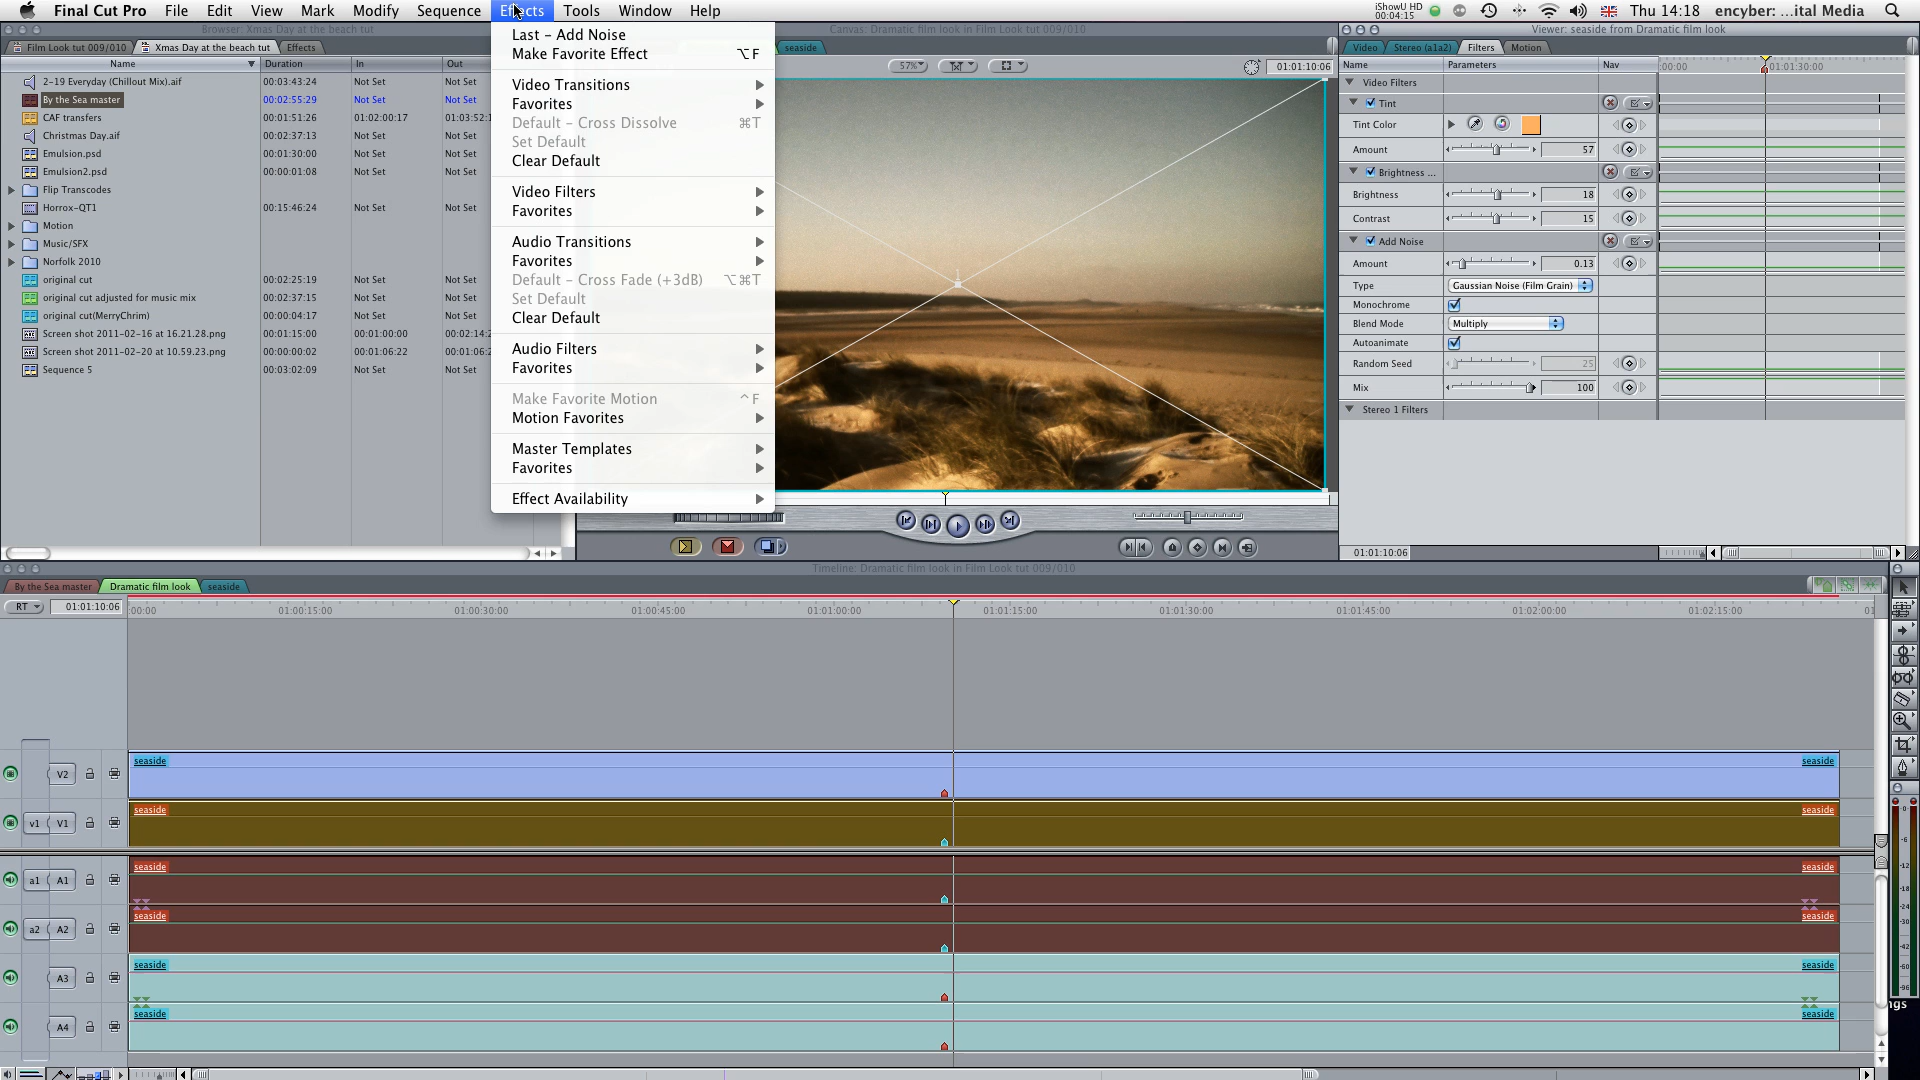 Final Cut Pro File Edit View Mark Modify Sequence Effects Tools Window Help
iShowU HD
00:04:15
Thu 14:18 encyber: ...ital Media
Browser: Xmas Day at the beach tut
Film Look tut 009/010 Xmas Day at the beach tut Effects
Name Duration In Out
2-19 Everyday (Chillout Mix).aif 00:03:43:24 Not Set Not Set
By the Sea master 00:02:55:29 Not Set Not Set
CAF transfers 00:01:51:26 01:02:00:17 01:03:52:1
Christmas Day.aif 00:02:37:13 Not Set Not Set
Emulsion.psd 00:01:30:00 Not Set Not Set
Emulsion2.psd 00:00:01:08 Not Set Not Set
Flip Transcodes
Horrox-QT1 00:15:46:24 Not Set Not Set
Motion
Music/SFX
Norfolk 2010
original cut 00:02:25:19 Not Set Not Set
original cut adjusted for music mix 00:02:37:15 Not Set Not Set
original cut(MerryChrim) 00:00:04:17 Not Set Not Set
Screen shot 2011-02-16 at 16.21.28.png 00:01:15:00 00:01:00:00 00:02:14:2
Screen shot 2011-02-20 at 10.59.23.png 00:00:00:02 00:01:06:22 00:01:06:2
Sequence 5 00:03:02:09 Not Set Not Set
Last – Add Noise
Make Favorite Effect ⌥F
Video Transitions
Favorites
Default – Cross Dissolve ⌘T
Set Default
Clear Default
Video Filters
Favorites
Audio Transitions
Favorites
Default – Cross Fade (+3dB) ⌥⌘T
Set Default
Clear Default
Audio Filters
Favorites
Make Favorite Motion ^F
Motion Favorites
Master Templates
Favorites
Effect Availability
Canvas: Dramatic film look in Film Look tut 009/010
seaside
57% 01:01:10:06
Viewer: seaside from Dramatic film look
Video Stereo (a1a2) Filters Motion
Name Parameters Nav :00:00 01:01:30:00
Video Filters
Tint
Tint Color
Amount 57
Brightness ...
Brightness 18
Contrast 15
Add Noise
Amount 0.13
Type Gaussian Noise (Film Grain)
Monochrome
Blend Mode Multiply
Autoanimate
Random Seed 25
Mix 100
Stereo 1 Filters
01:01:10:06
Timeline: Dramatic film look in Film Look tut 009/010
By the Sea master Dramatic film look seaside
RT 01:01:10:06 :00:00 01:00:15:00 01:00:30:00 01:00:45:00 01:01:00:00 01:01:15:00 01:01:30:00 01:01:45:00 01:02:00:00 01:02:15:00 01
V2 seaside seaside
v1 V1 seaside seaside
a1 A1 seaside seaside
a2 A2 seaside seaside
A3 seaside seaside
A4 seaside seaside
-0
-6
-12
-18
-24
-30
-42
-60
-96
ngs